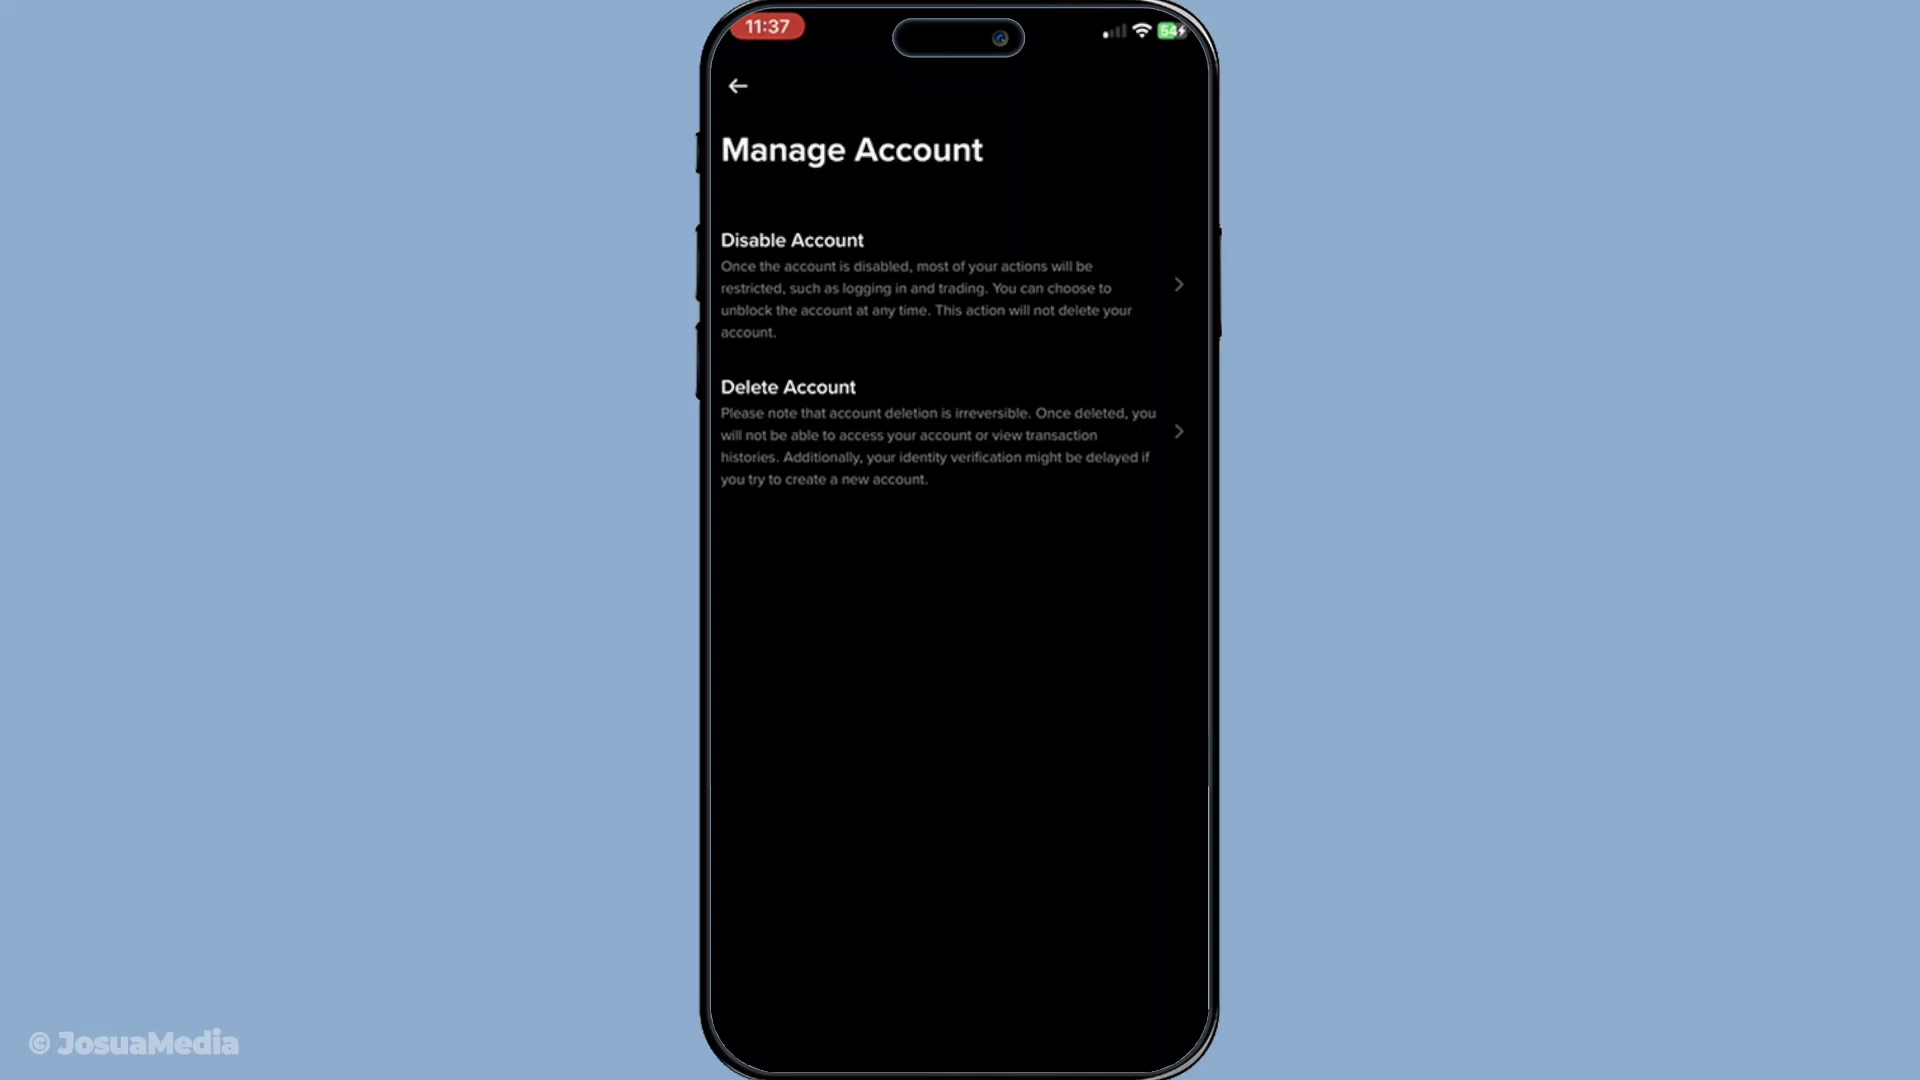 11:37
54
Manage Account
Disable Account
Once the account is disabled, most of your actions will be
restricted, such as logging in and trading. You can choose to
unblock the account at any time. This action will not delete your
account.
Delete Account
Please note that account deletion is irreversible. Once deleted, you
will not be able to access your account or view transaction
histories. Additionally, your identity verification might be delayed if
you try to create a new account.
© JosuaMedia